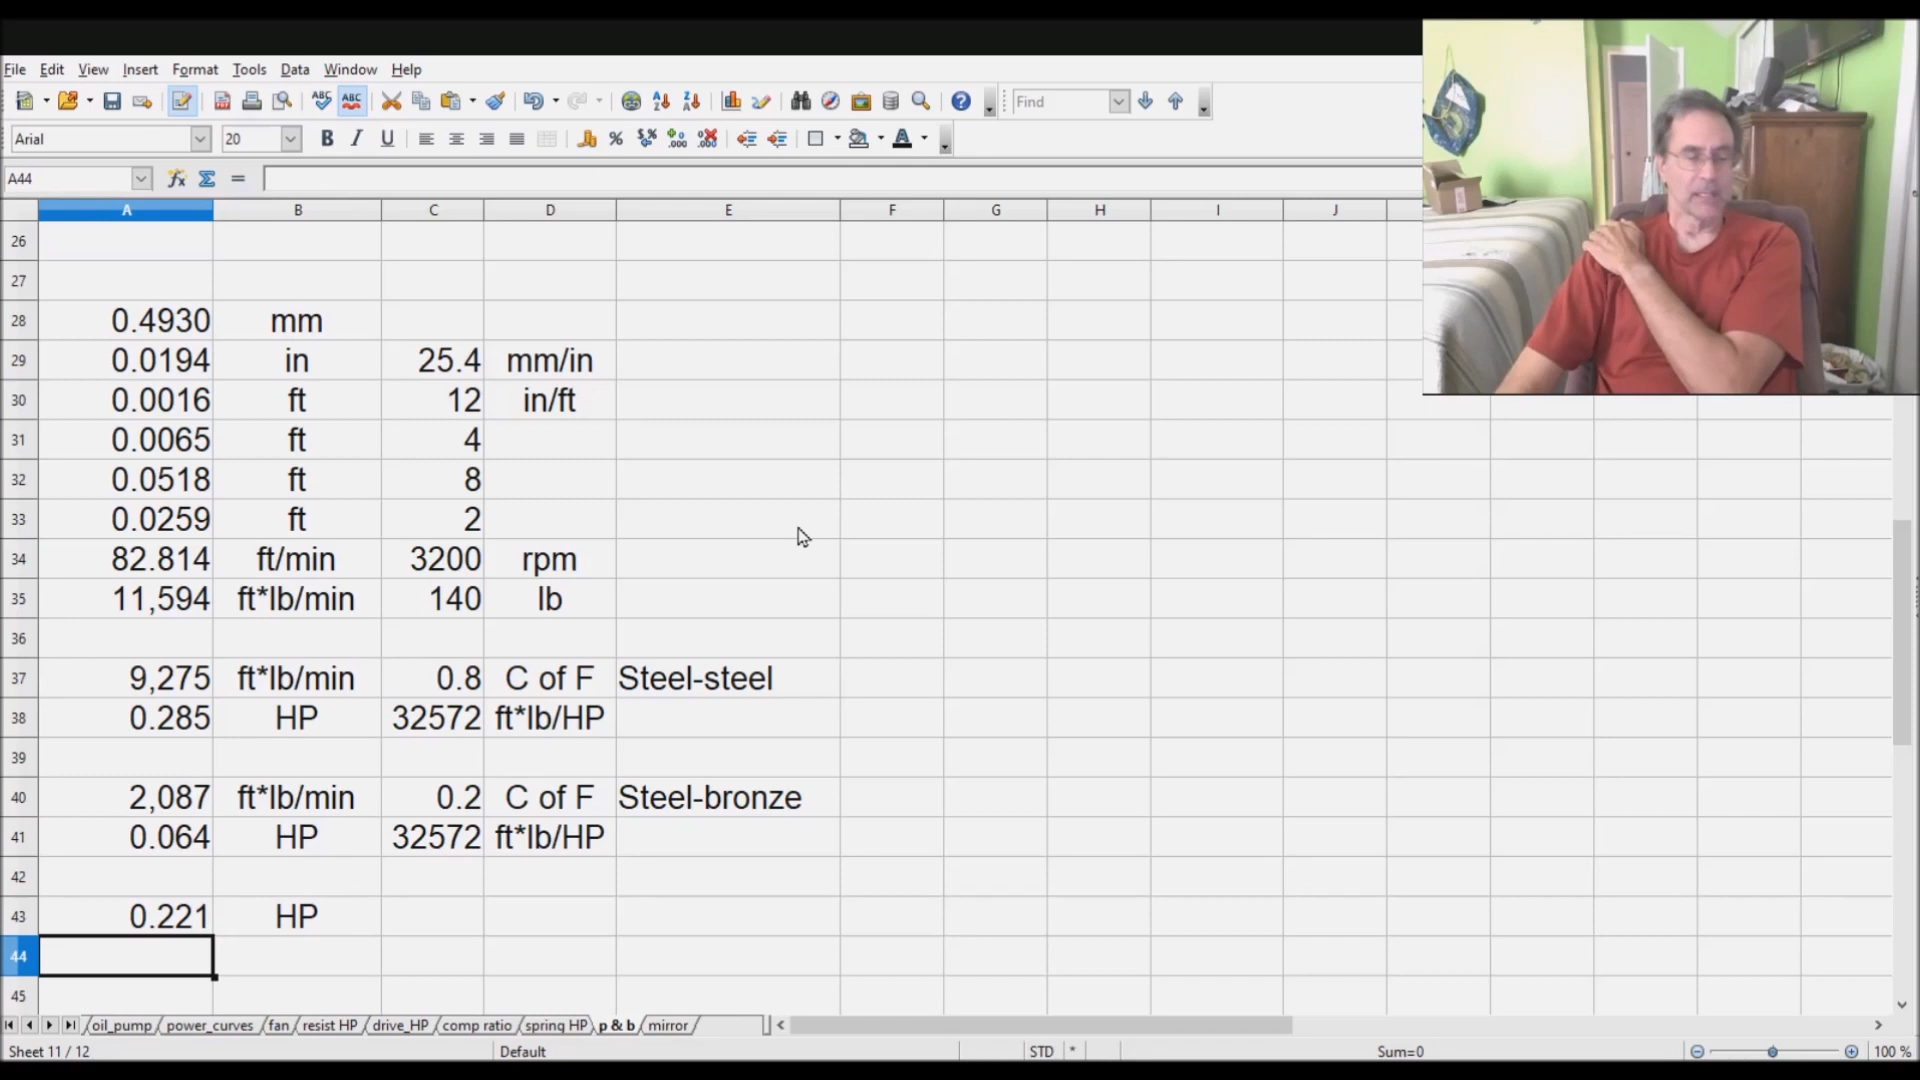 File Edit View Insert Format Tools Data Window Help
Find
Arial 20 B I U
A44 fx Σ =
A B C D E F G H I J
26
27
28 0.4930 mm
29 0.0194 in 25.4 mm/in
30 0.0016 ft 12 in/ft
31 0.0065 ft 4
32 0.0518 ft 8
33 0.0259 ft 2
34 82.814 ft/min 3200 rpm
35 11,594 ft*lb/min 140 lb
36
37 9,275 ft*lb/min 0.8 C of F Steel-steel
38 0.285 HP 32572 ft*lb/HP
39
40 2,087 ft*lb/min 0.2 C of F Steel-bronze
41 0.064 HP 32572 ft*lb/HP
42
43 0.221 HP
44
45
oil_pump power_curves fan resist HP drive_HP comp ratio spring HP p & b mirror
Sheet 11 / 12 Default STD * Sum=0 100 %